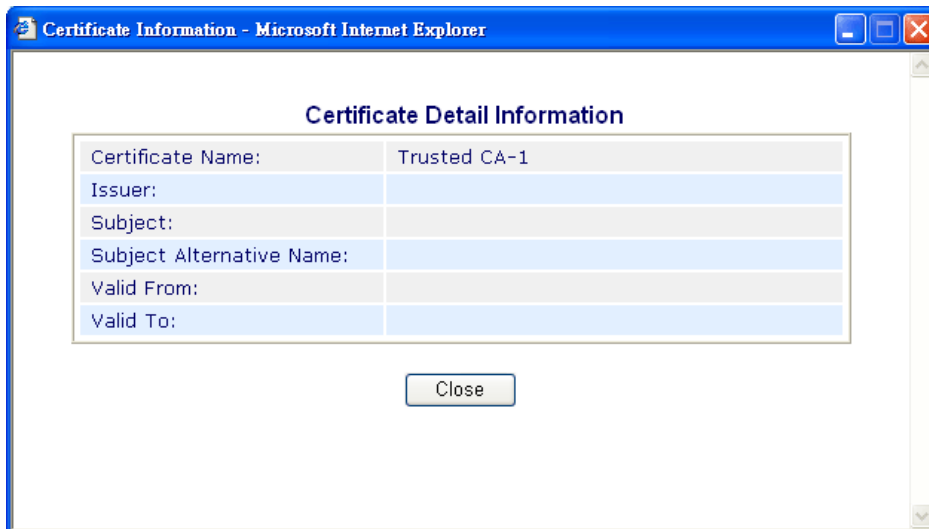 Certificate Information - Microsoft Internet Explorer
Certificate Detail Information
Certificate Name: Trusted CA-1
Issuer:
Subject:
Subject Alternative Name:
Valid From:
Valid To:
Close